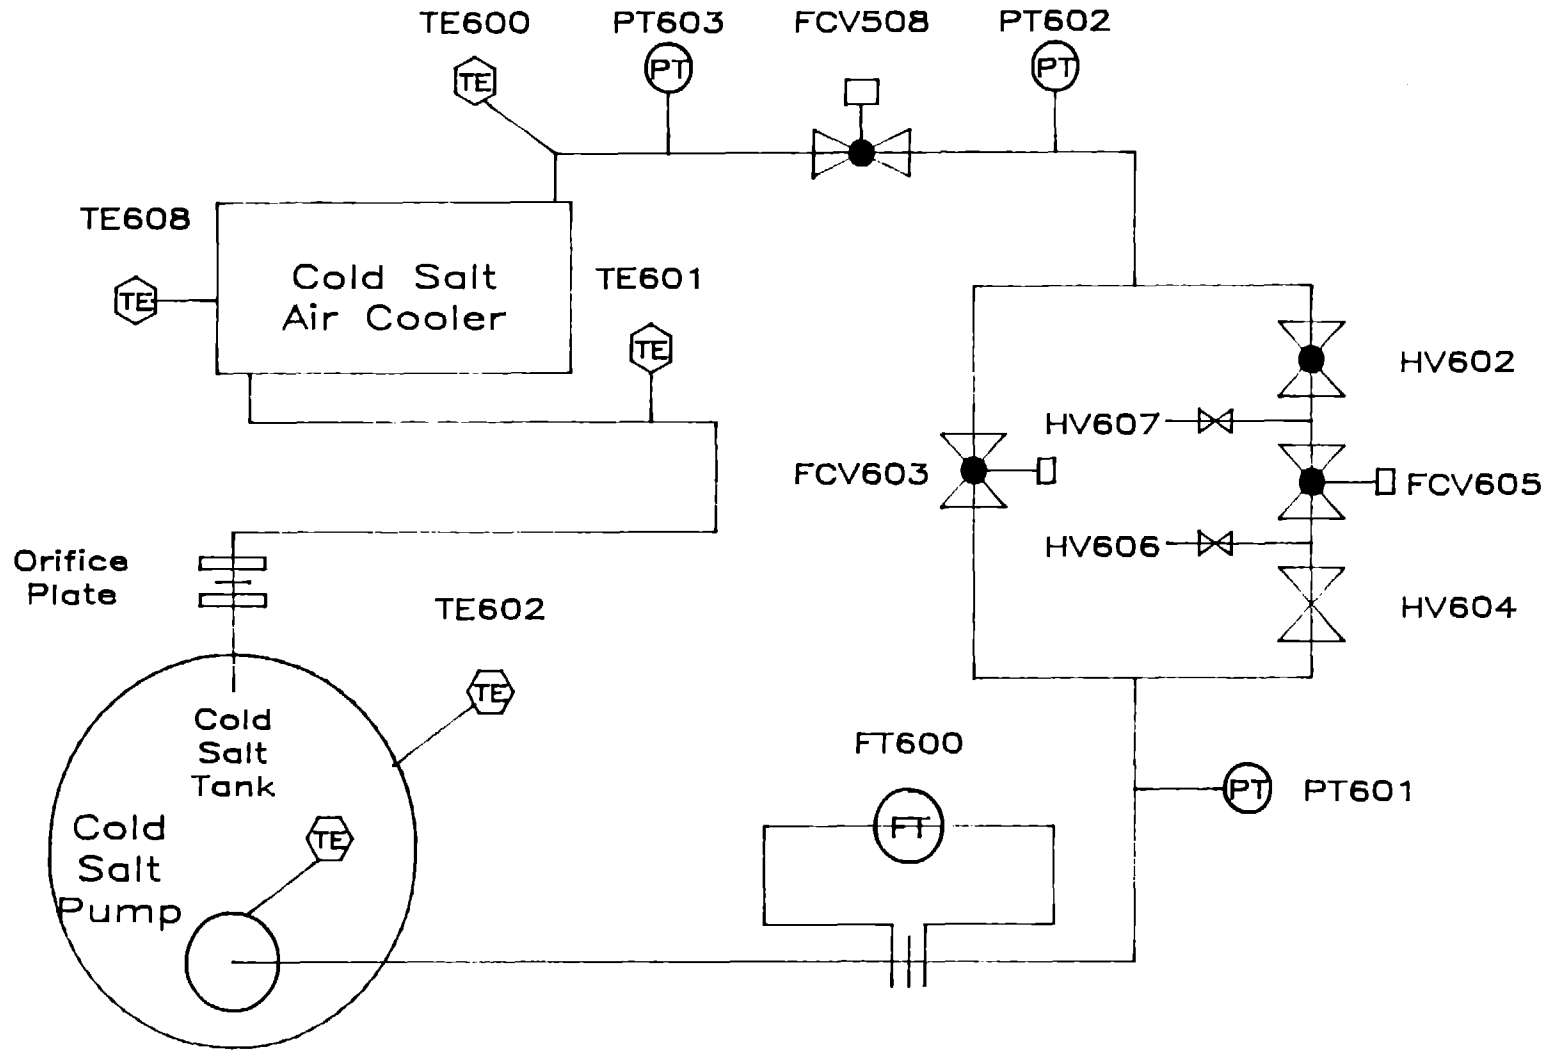 TE600
PT603
FCV508
PT602
TE
PT
PT
TE608
TE601
Cold Salt
Air Cooler
TE
TE
HV602
HV607
FCV603
FCV605
HV606
Orifice
Plate
HV604
TE602
TE
Cold
Salt
Tank
FT600
PT
PT601
Cold
Salt
Pump
TE
FT